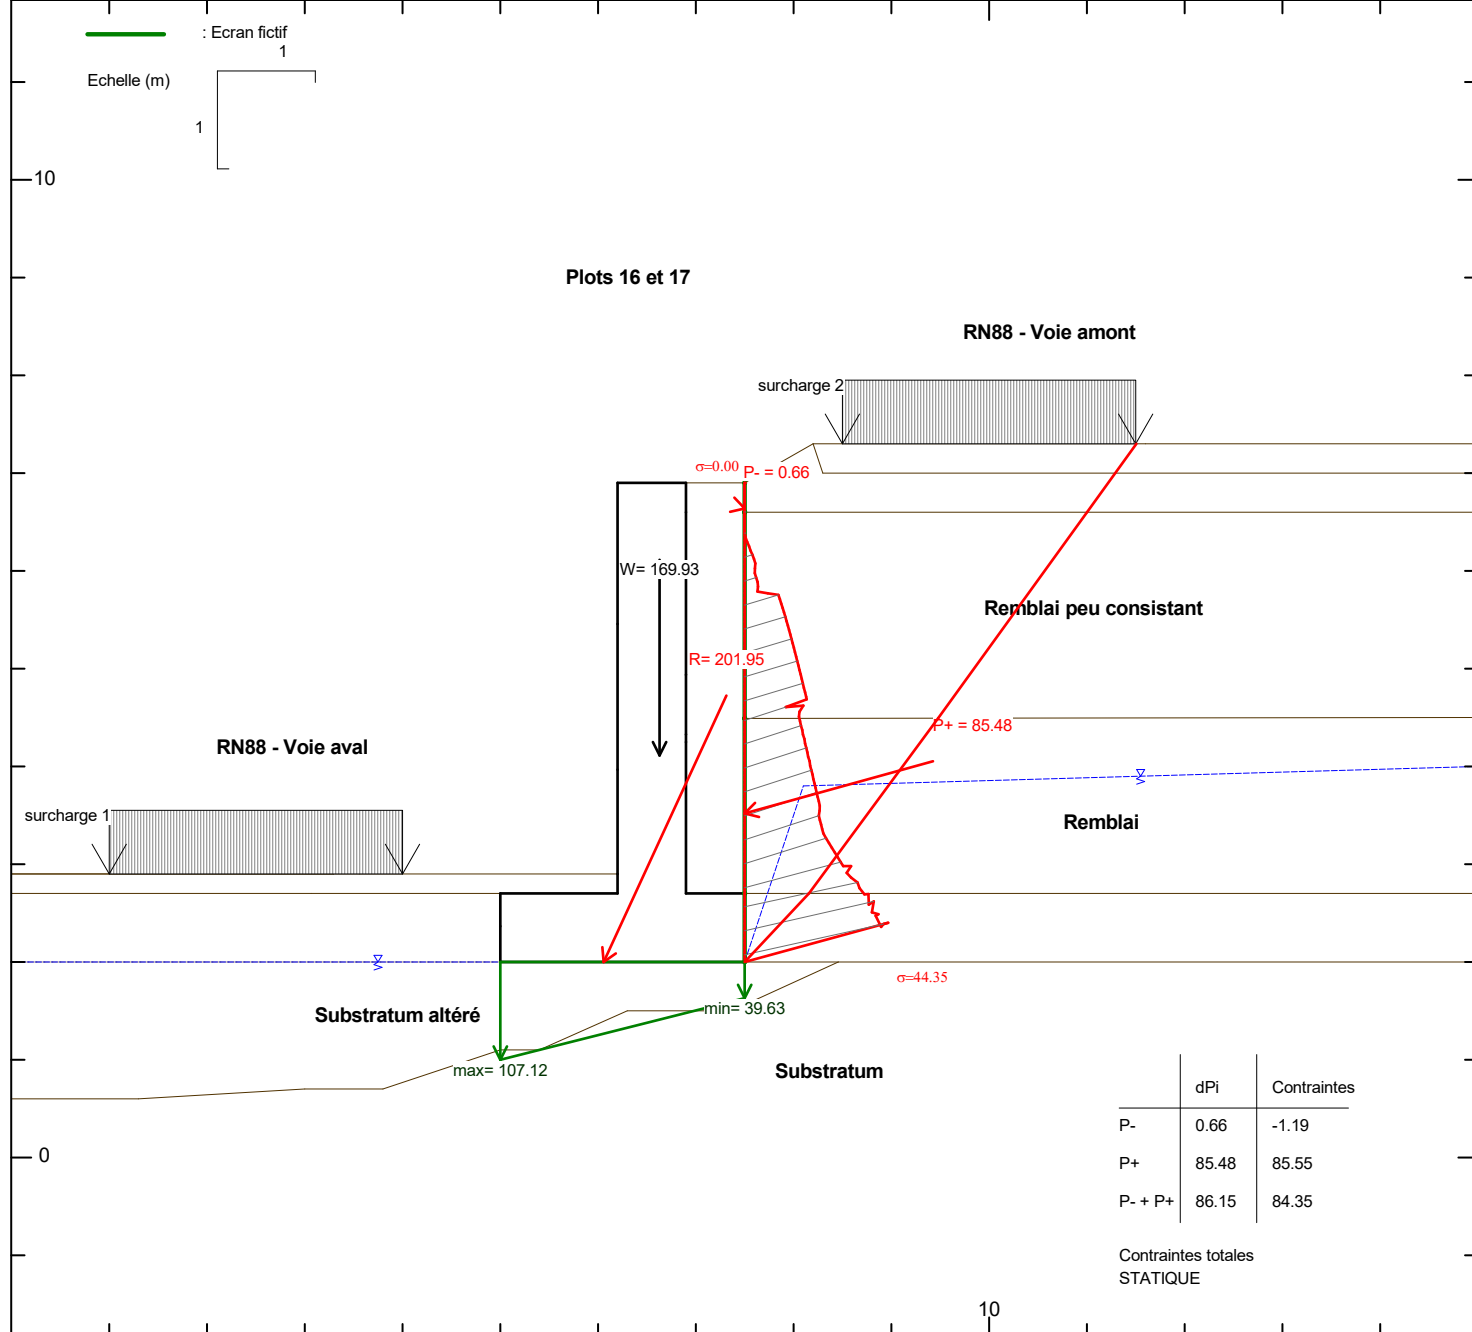 : Ecran fictif
1
Echelle (m)
1
10
Plots 16 et 17
RN88 - Voie amont
surcharge 2
σ=0.00
P- = 0.66
W= 169.93
Remblai peu consistant
R= 201.95
P+ = 85.48
RN88 - Voie aval
surcharge 1
Remblai
σ=44.35
Substratum altéré
min= 39.63
max= 107.12
Substratum
dPi Contraintes
P- 0.66 -1.19
0
P+ 85.48 85.55
P- + P+ 86.15 84.35
Contraintes totales
STATIQUE
10